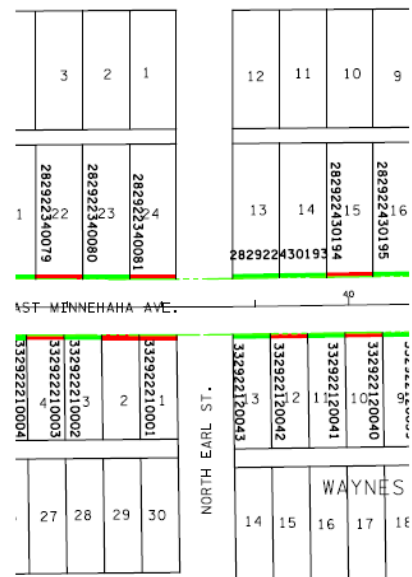 3 2 1 12 11 10 9
282922340079 282922340080 282922340081 282922430194 282922430195
1 22 23 24 13 14 15 16
282922430193
40
AST MINNEHAHA AVE.
332922210004 332922210003 332922210002 332922210001 332922120043 332922120042 332922120041 332922120040
4 3 2 1 13 12 11 10 9
NORTH EARL ST.
WAYNES
27 28 29 30 14 15 16 17 18